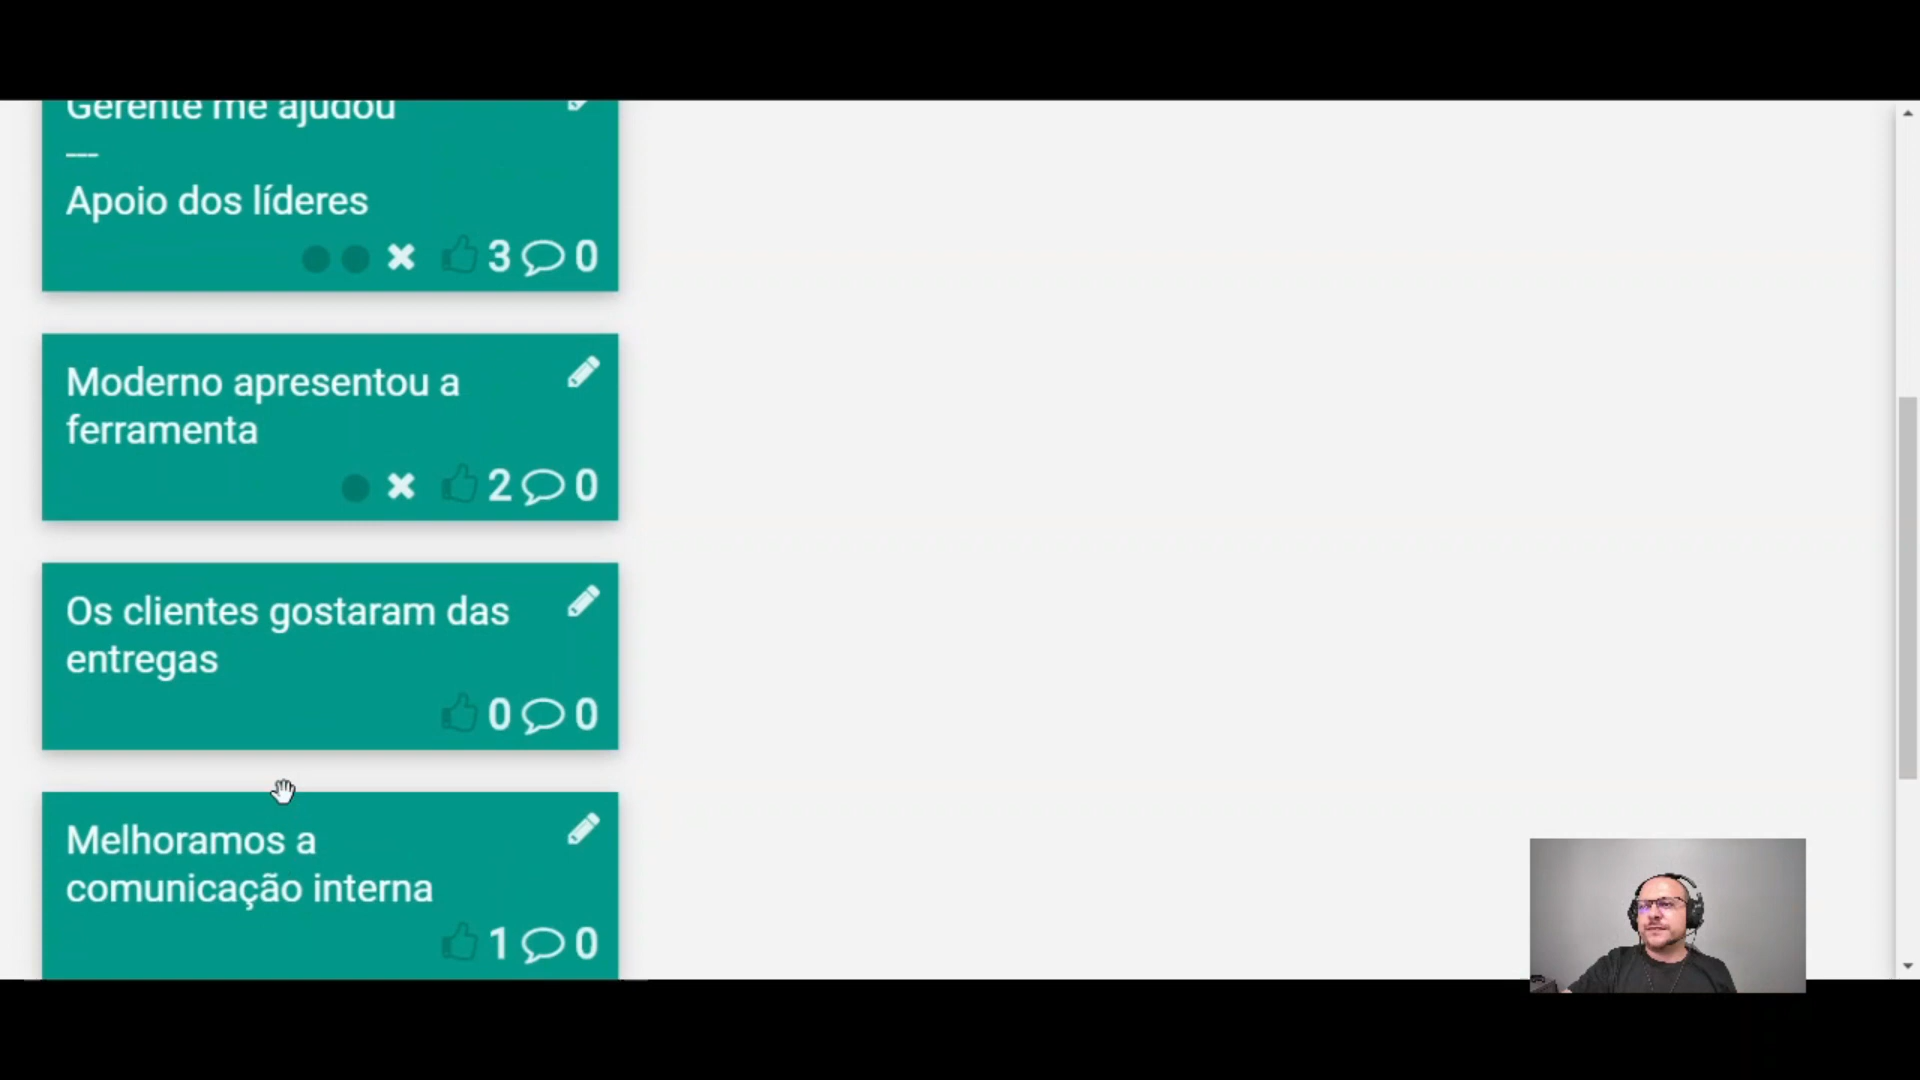 Gerente me ajudou
---
Apoio dos líderes
3 0
Moderno apresentou a
ferramenta
2 0
Os clientes gostaram das
entregas
0 0
Melhoramos a
comunicação interna
1 0